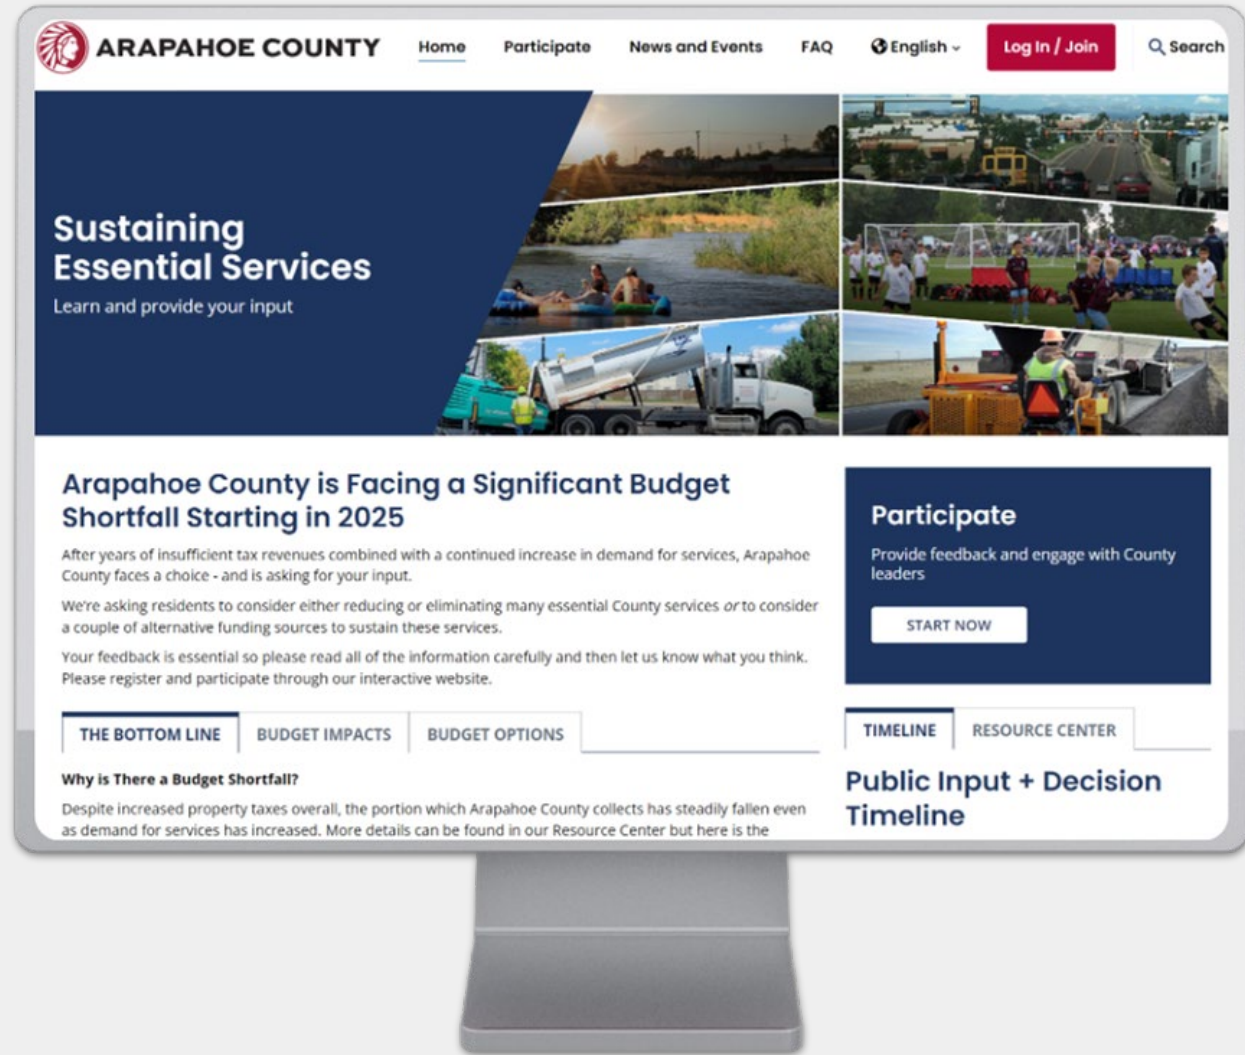 ARAPAHOE COUNTY
Home
Participate
News and Events
FAQ
English
Log In / Join
Search
Sustaining
Essential Services
Learn and provide your input
Arapahoe County is Facing a Significant Budget
Shortfall Starting in 2025
After years of insufficient tax revenues combined with a continued increase in demand for services, Arapahoe
County faces a choice - and is asking for your input.
We're asking residents to consider either reducing or eliminating many essential County services or to consider
a couple of alternative funding sources to sustain these services.
Your feedback is essential so please read all of the information carefully and then let us know what you think.
Please register and participate through our interactive website.
THE BOTTOM LINE
BUDGET IMPACTS
BUDGET OPTIONS
Why is There a Budget Shortfall?
Despite increased property taxes overall, the portion which Arapahoe County collects has steadily fallen even
as demand for services has increased. More details can be found in our Resource Center but here is the
Participate
Provide feedback and engage with County
leaders
START NOW
TIMELINE
RESOURCE CENTER
Public Input + Decision
Timeline